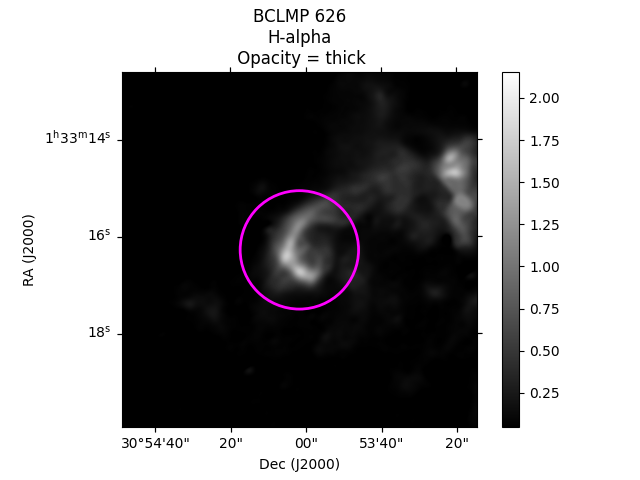 BCLMP 626
H-alpha
Opacity = thick
1ʰ33ᵐ14ˢ
16ˢ
18ˢ
RA (J2000)
30°54'40"
20"
00"
53'40"
20"
Dec (J2000)
2.00
1.75
1.50
1.25
1.00
0.75
0.50
0.25